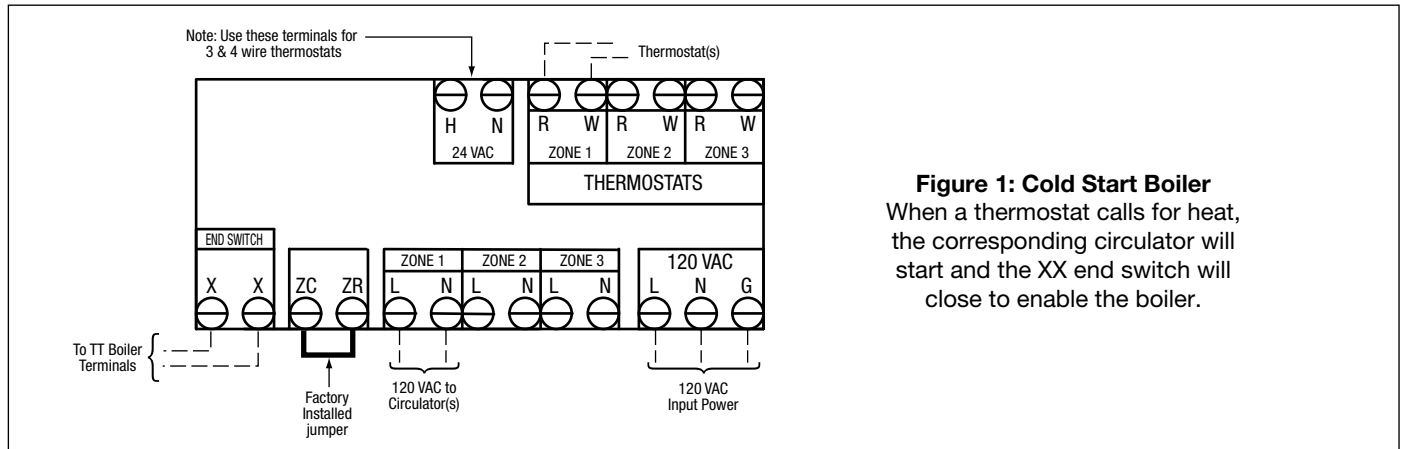 Note: Use these terminals for
3 & 4 wire thermostats
Thermostat(s)
H N R W R W R W
24 VAC ZONE 1 ZONE 2 ZONE 3
THERMOSTATS
END SWITCH
ZONE 1 ZONE 2 ZONE 3 120 VAC
X X ZC ZR L N L N L N L N G
To TT Boiler
Terminals
Factory
Installed
jumper
120 VAC to
Circulator(s)
120 VAC
Input Power
Figure 1: Cold Start Boiler
When a thermostat calls for heat,
the corresponding circulator will
start and the XX end switch will
close to enable the boiler.